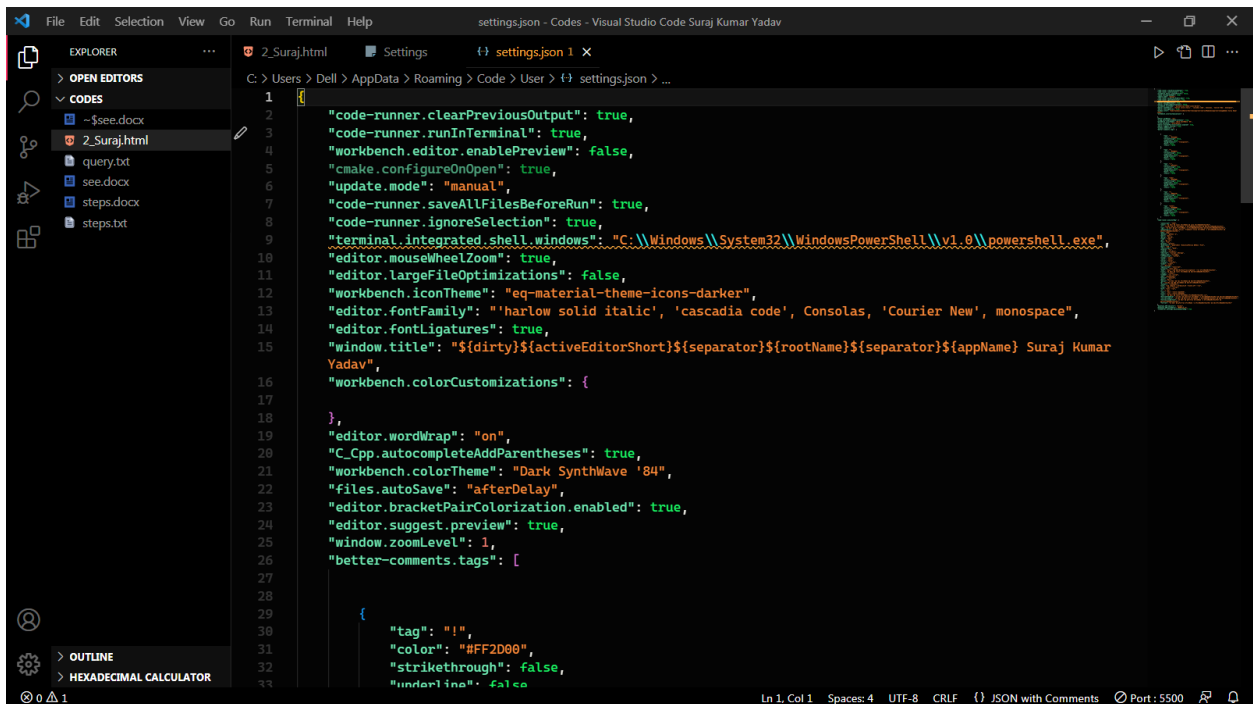 File Edit Selection View Go Run Terminal Help
settings.json - Codes - Visual Studio Code Suraj Kumar Yadav
EXPLORER
OPEN EDITORS
CODES
~$see.docx
2_Suraj.html
query.txt
see.docx
steps.docx
steps.txt
OUTLINE
HEXADECIMAL CALCULATOR
2_Suraj.html Settings settings.json 1
C: > Users > Dell > AppData > Roaming > Code > User > settings.json > ...
1 {
2 "code-runner.clearPreviousOutput": true,
3 "code-runner.runInTerminal": true,
4 "workbench.editor.enablePreview": false,
5 "cmake.configureOnOpen": true,
6 "update.mode": "manual",
7 "code-runner.saveAllFilesBeforeRun": true,
8 "code-runner.ignoreSelection": true,
9 "terminal.integrated.shell.windows": "C:\\Windows\\System32\\WindowsPowerShell\\v1.0\\powershell.exe",
10 "editor.mouseWheelZoom": true,
11 "editor.largeFileOptimizations": false,
12 "workbench.iconTheme": "eq-material-theme-icons-darker",
13 "editor.fontFamily": "'harlow solid italic', 'cascadia code', Consolas, 'Courier New', monospace",
14 "editor.fontLigatures": true,
15 "window.title": "${dirty}${activeEditorShort}${separator}${rootName}${separator}${appName} Suraj Kumar
Yadav",
16 "workbench.colorCustomizations": {
17
18 },
19 "editor.wordWrap": "on",
20 "C_Cpp.autocompleteAddParentheses": true,
21 "workbench.colorTheme": "Dark SynthWave '84",
22 "files.autoSave": "afterDelay",
23 "editor.bracketPairColorization.enabled": true,
24 "editor.suggest.preview": true,
25 "window.zoomLevel": 1,
26 "better-comments.tags": [
27
28
29 {
30 "tag": "!",
31 "color": "#FF2D00",
32 "strikethrough": false,
33 "underline": false
0 1
Ln 1, Col 1 Spaces: 4 UTF-8 CRLF {} JSON with Comments Port : 5500